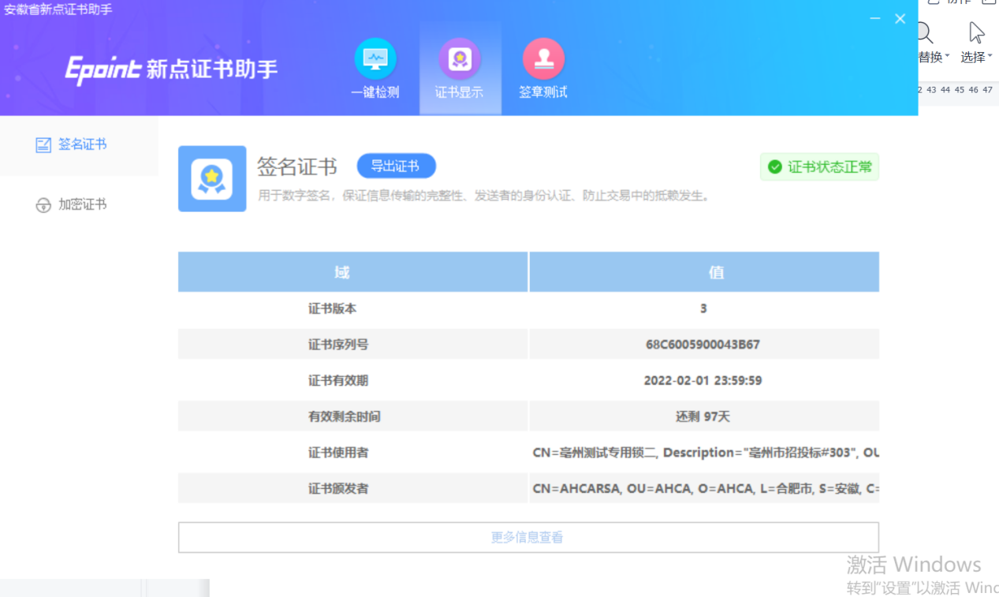 安徽省新点证书助手
Epoint 新点证书助手
一键检测
证书显示
签章测试
替换
选择
43 44 45 46 47
签名证书
加密证书
签名证书
导出证书
证书状态正常
用于数字签名，保证信息传输的完整性、发送者的身份认证、防止交易中的抵赖发生。
域 值
证书版本 3
证书序列号 68C6005900043B67
证书有效期 2022-02-01 23:59:59
有效剩余时间 还剩 97天
证书使用者 CN=亳州测试专用锁二, Description="亳州市招投标#303", OU
证书颁发者 CN=AHCARSA, OU=AHCA, O=AHCA, L=合肥市, S=安徽, C=
更多信息查看
激活 Windows
转到"设置"以激活 Wind